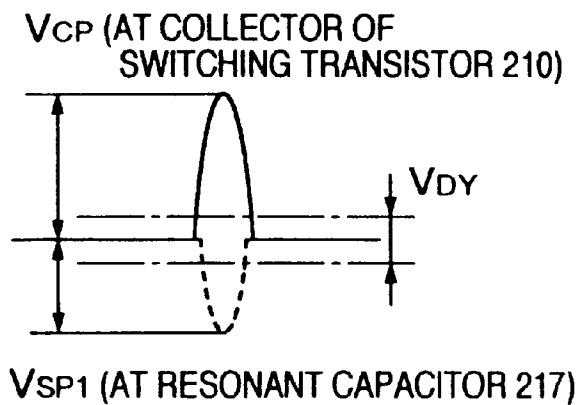 VCP (AT COLLECTOR OF
SWITCHING TRANSISTOR 210)
VDY
VSP1 (AT RESONANT CAPACITOR 217)